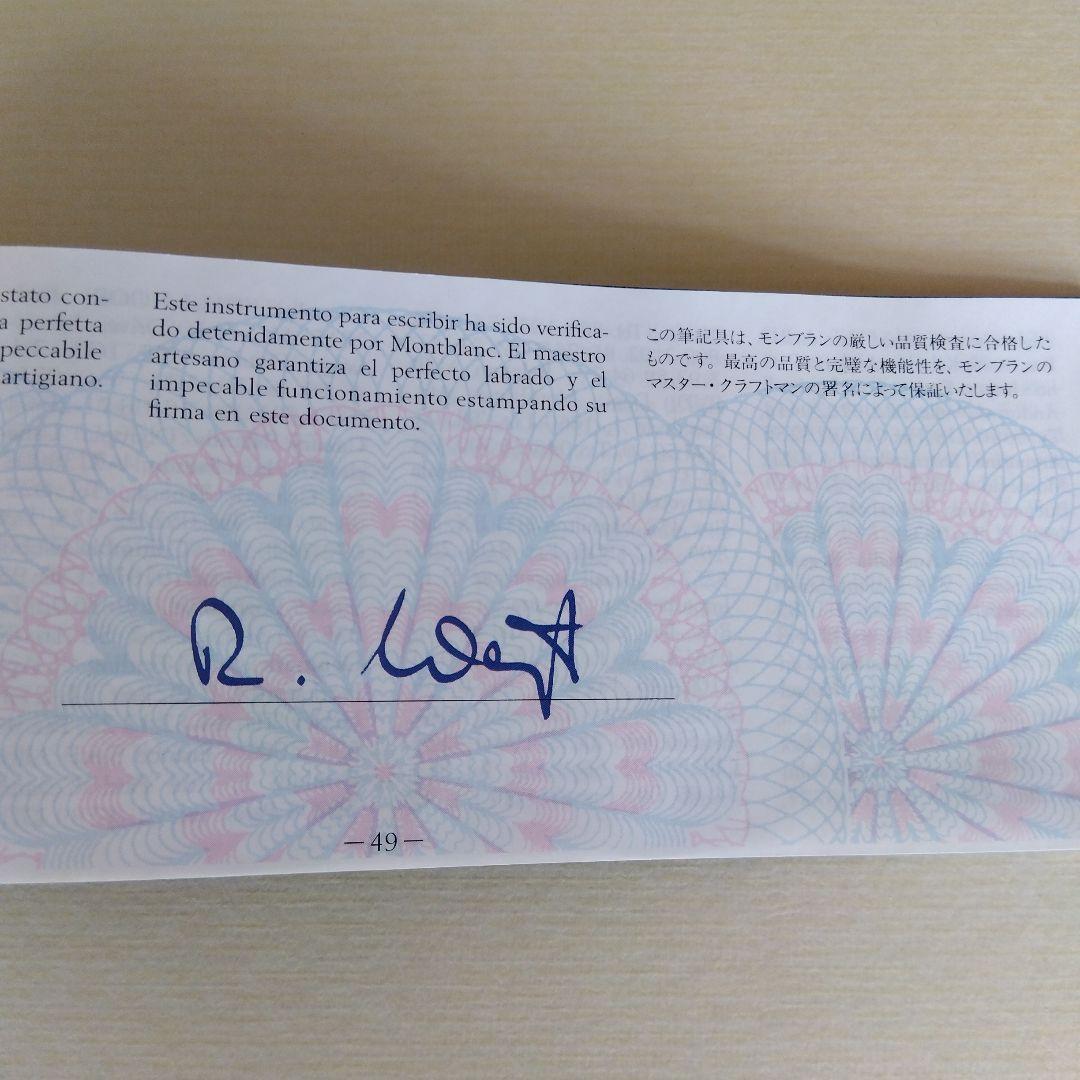 stato con-
a perfetta
peccabile
artigiano.
Este instrumento para escribir ha sido verifica-
do detenidamente por Montblanc. El maestro
artesano garantiza el perfecto labrado y el
impecable funcionamiento estampando su
firma en este documento.
この筆記具は、モンブランの厳しい品質検査に合格した
ものです。最高の品質と完璧な機能性を、モンブランの
マスター・クラフトマンの署名によって保証いたします。
R.
—49—